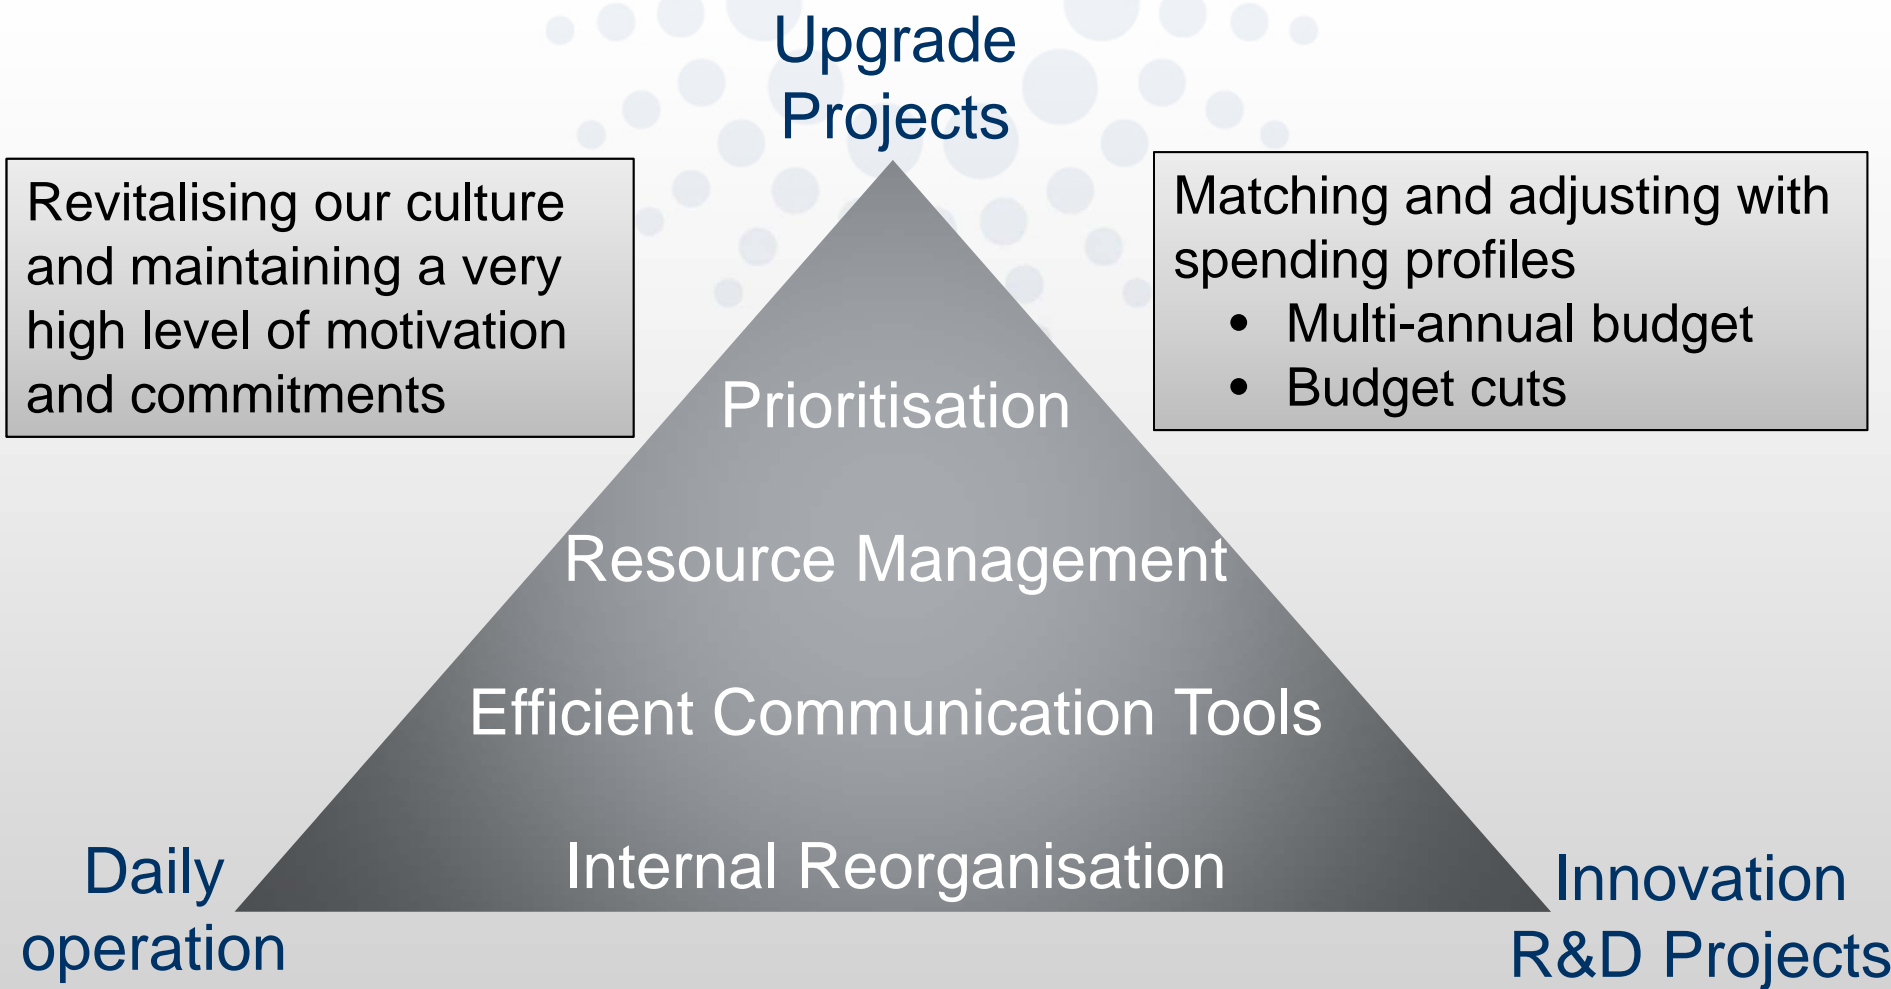 Upgrade
Projects
Revitalising our culture
and maintaining a very
high level of motivation
and commitments
Matching and adjusting with
spending profiles
• Multi-annual budget
• Budget cuts
Prioritisation
Resource Management
Efficient Communication Tools
Internal Reorganisation
Daily
operation
Innovation
R&D Projects